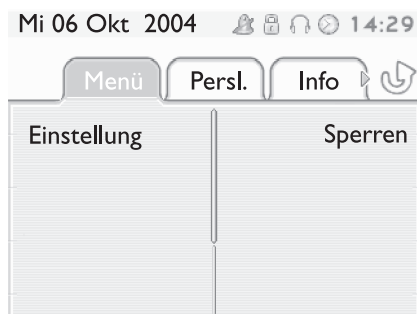 Mi 06 Okt 2004 14:29
Menü Persl. Info
Einstellung Sperren